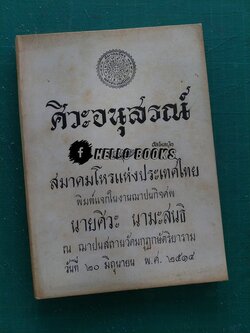 ศิวะอนุสรณ์
HELLO BOOKS
สมาคมโหรแห่งประเทศไทย
พิมพ์แจกในงานฌาปนกิจศพ
นายศิวะ นามะสนธิ
ณ ฌาปนสถานวัดมกุฏกษัตริยาราม
วันที่ ๒๐ มิถุนายน พ.ศ. ๒๕๑๔